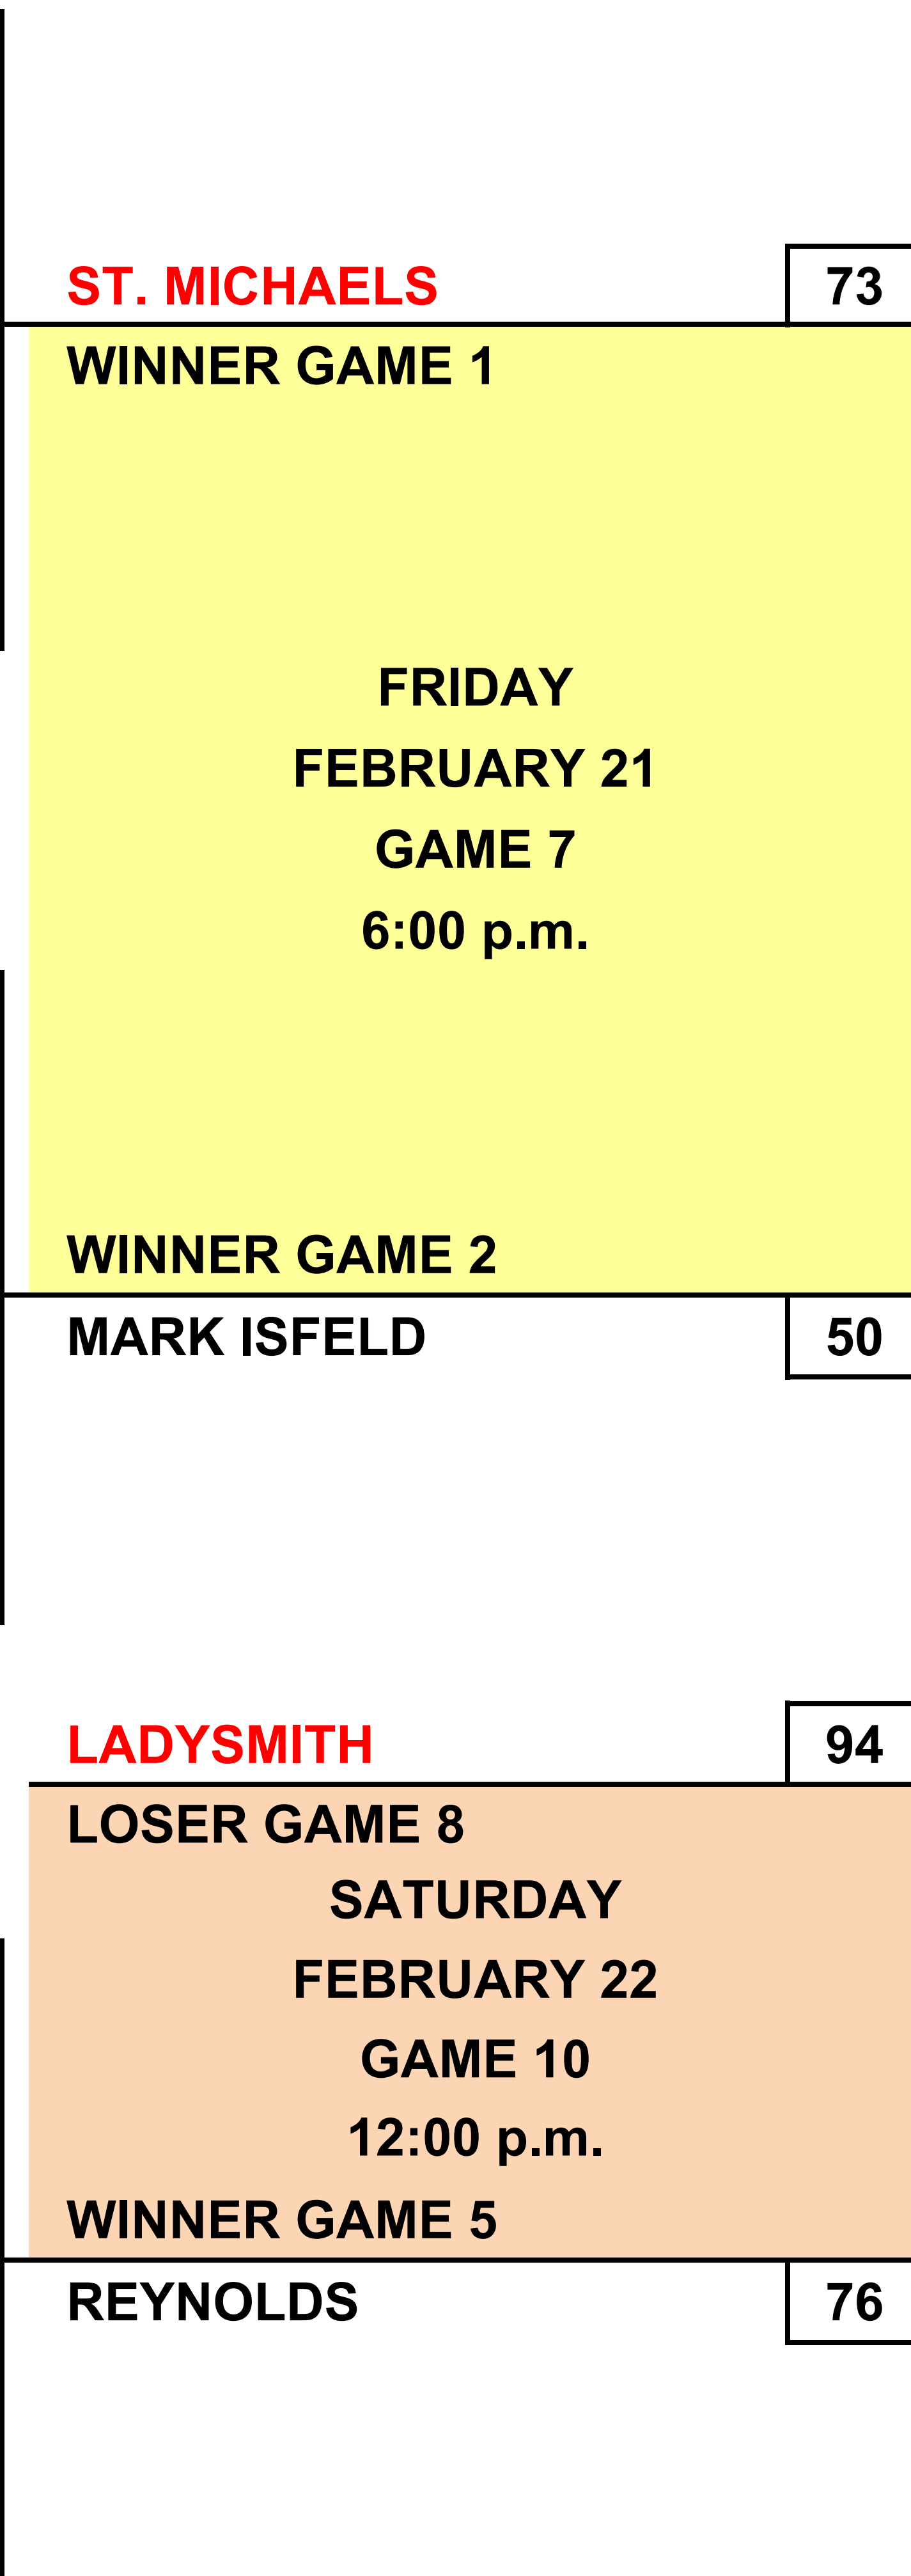 ST. MICHAELS 73
WINNER GAME 1
FRIDAY
FEBRUARY 21
GAME 7
6:00 p.m.
WINNER GAME 2
MARK ISFELD 50
LADYSMITH 94
LOSER GAME 8
SATURDAY
FEBRUARY 22
GAME 10
12:00 p.m.
WINNER GAME 5
REYNOLDS 76